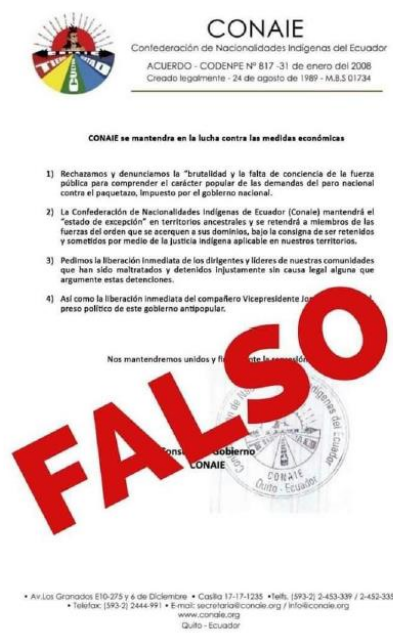 CONAIE
Confederación de Nacionalidades Indígenas del Ecuador
ACUERDO - CODENPE Nº 817 -31 de enero del 2008
Creado legalmente - 24 de agosto de 1989 - M.B.S 01734
CONAIE se mantendra en la lucha contra las medidas económicas
1) Rechazamos y denunciamos la "brutalidad y la falta de conciencia de la fuerza
pública para comprender el carácter popular de las demandas del paro nacional
contra el paquetazo, impuesto por el gobierno nacional.
2) La Confederación de Nacionalidades Indígenas de Ecuador (Conaie) mantendrá el
"estado de excepción" en territorios ancestrales y se retendrá a miembros de las
fuerzas del orden que se acerquen a sus dominios, bajo la consigna de ser retenidos
y sometidos por medio de la justicia indígena aplicable en nuestros territorios.
3) Pedimos la liberación inmediata de los dirigentes y líderes de nuestras comunidades
que han sido maltratados y detenidos injustamente sin causa legal alguna que
argumente estas detenciones.
4) Así como la liberación inmediata del compañero Vicepresidente
preso político de este gobierno antipopular.
Nos mantendremos unidos y
FALSO
Gobierno
CONAIE
CONAIE
Quito - Ecuador
• Av.Los Granados E10-275 y 6 de Diciembre • Casilla 17-17-1235 •Telfs. (593-2) 2-453-339 / 2-452-335
• Telefax: (593-2) 2444-991 • E-mail: secretaria@conaie.org / info@conaie.org
www.conaie.org
Quito - Ecuador